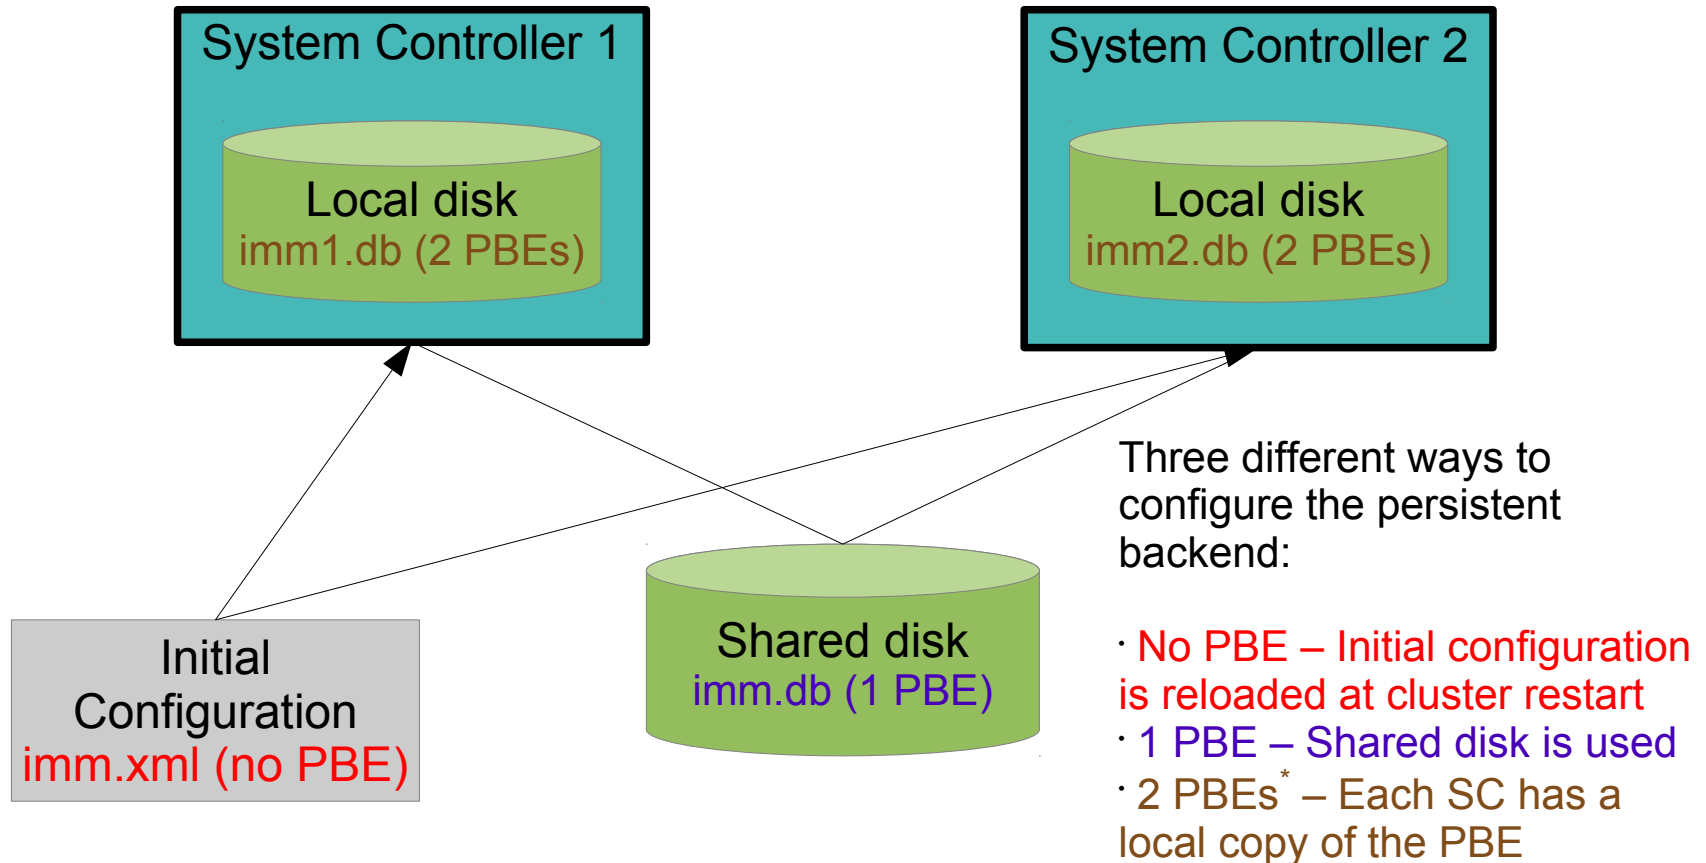 System Controller 1
Local disk
imm1.db (2 PBEs)
System Controller 2
Local disk
imm2.db (2 PBEs)
Initial
Configuration
imm.xml (no PBE)
Shared disk
imm.db (1 PBE)
Three different ways to
configure the persistent
backend:
· No PBE – Initial configuration
is reloaded at cluster restart
· 1 PBE – Shared disk is used
· 2 PBEs* – Each SC has a
local copy of the PBE